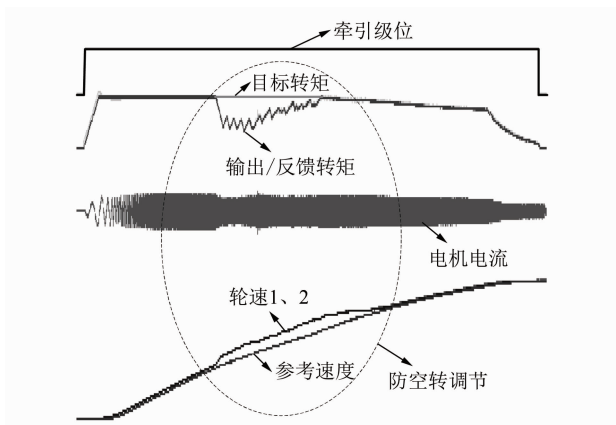 牵引级位
目标转矩
输出/反馈转矩
电机电流
轮速1、2
参考速度
防空转调节